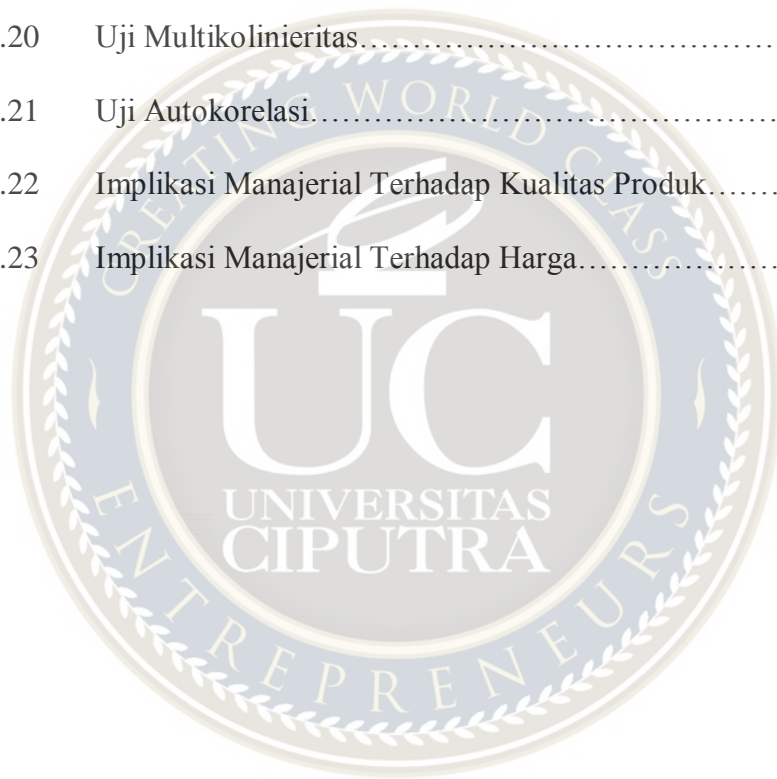 .20 Uji Multikolinieritas……………………………………
.21 Uji Autokorelasi…………………………………………
.22 Implikasi Manajerial Terhadap Kualitas Produk………
.23 Implikasi Manajerial Terhadap Harga…………………
CREATING WORLD CLASS
UC
UNIVERSITAS
CIPUTRA
ENTREPRENEURS